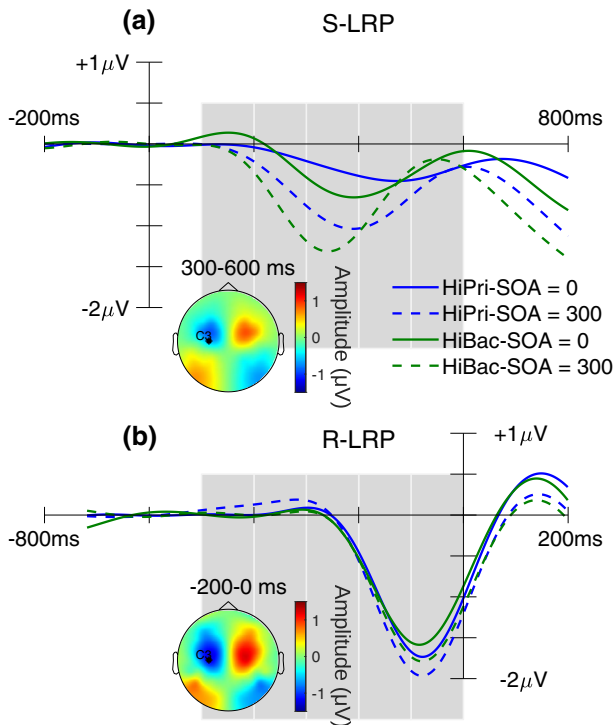 (a)
S-LRP
+1μV
-200ms
800ms
-2μV
300-600 ms
C3
Amplitude (μV)
1
0
-1
HiPri-SOA = 0
HiPri-SOA = 300
HiBac-SOA = 0
HiBac-SOA = 300
(b)
R-LRP
+1μV
-800ms
200ms
-2μV
-200-0 ms
C3
Amplitude (μV)
1
0
-1